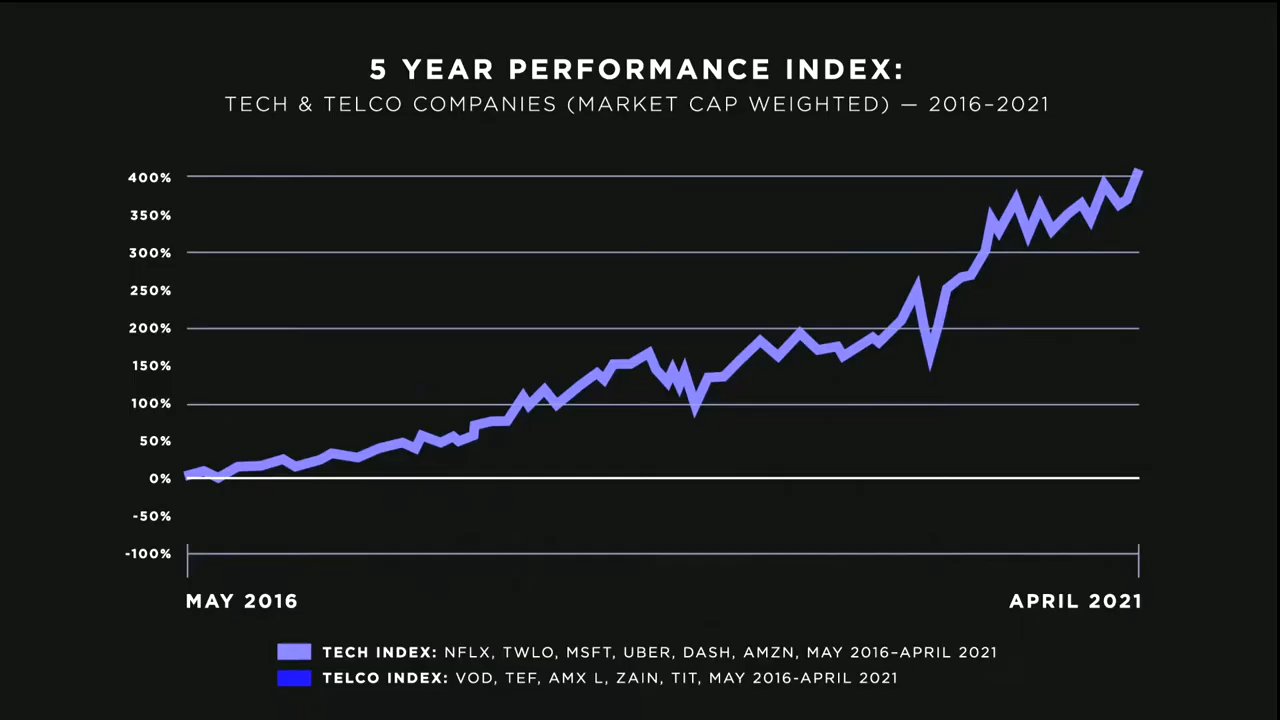 5 YEAR PERFORMANCE INDEX:
TECH & TELCO COMPANIES (MARKET CAP WEIGHTED) — 2016–2021
400%
350%
300%
250%
200%
150%
100%
50%
0%
-50%
-100%
MAY 2016
APRIL 2021
TECH INDEX: NFLX, TWLO, MSFT, UBER, DASH, AMZN, MAY 2016–APRIL 2021
TELCO INDEX: VOD, TEF, AMX L, ZAIN, TIT, MAY 2016-APRIL 2021